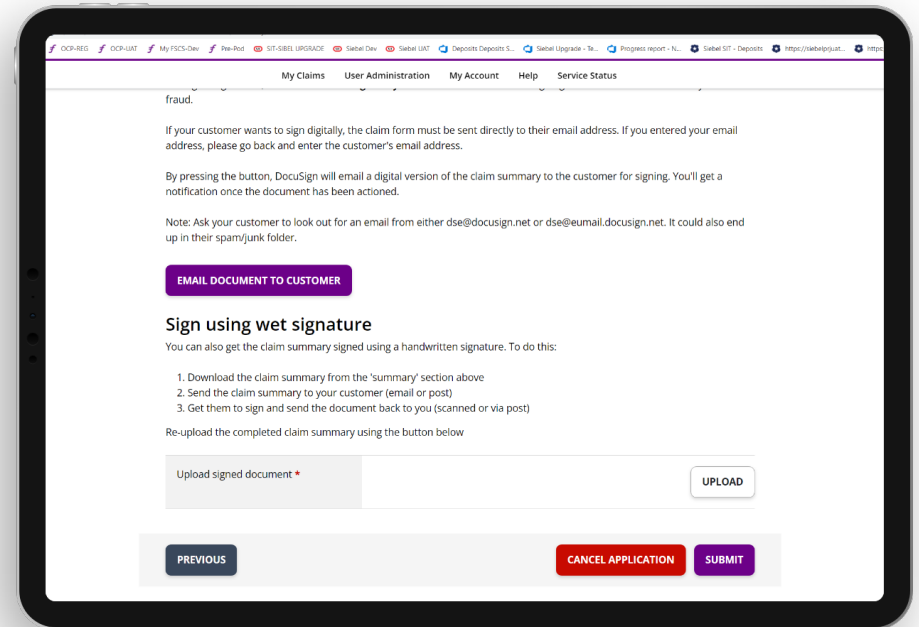 OCP-REG OCP-UAT My FSCS-Dev Pre-Pod SIT-SIBEL UPGRADE Siebel Dev Siebel UAT Deposits Deposits S... Siebel Upgrade - Te... Progress report - N... Siebel SIT - Deposits https://siebelprjuat... https
My Claims User Administration My Account Help Service Status
fraud.
If your customer wants to sign digitally, the claim form must be sent directly to their email address. If you entered your email
address, please go back and enter the customer's email address.
By pressing the button, DocuSign will email a digital version of the claim summary to the customer for signing. You'll get a
notification once the document has been actioned.
Note: Ask your customer to look out for an email from either dse@docusign.net or dse@eumail.docusign.net. It could also end
up in their spam/junk folder.
EMAIL DOCUMENT TO CUSTOMER
Sign using wet signature
You can also get the claim summary signed using a handwritten signature. To do this:
1. Download the claim summary from the 'summary' section above
2. Send the claim summary to your customer (email or post)
3. Get them to sign and send the document back to you (scanned or via post)
Re-upload the completed claim summary using the button below
Upload signed document *
UPLOAD
PREVIOUS CANCEL APPLICATION SUBMIT